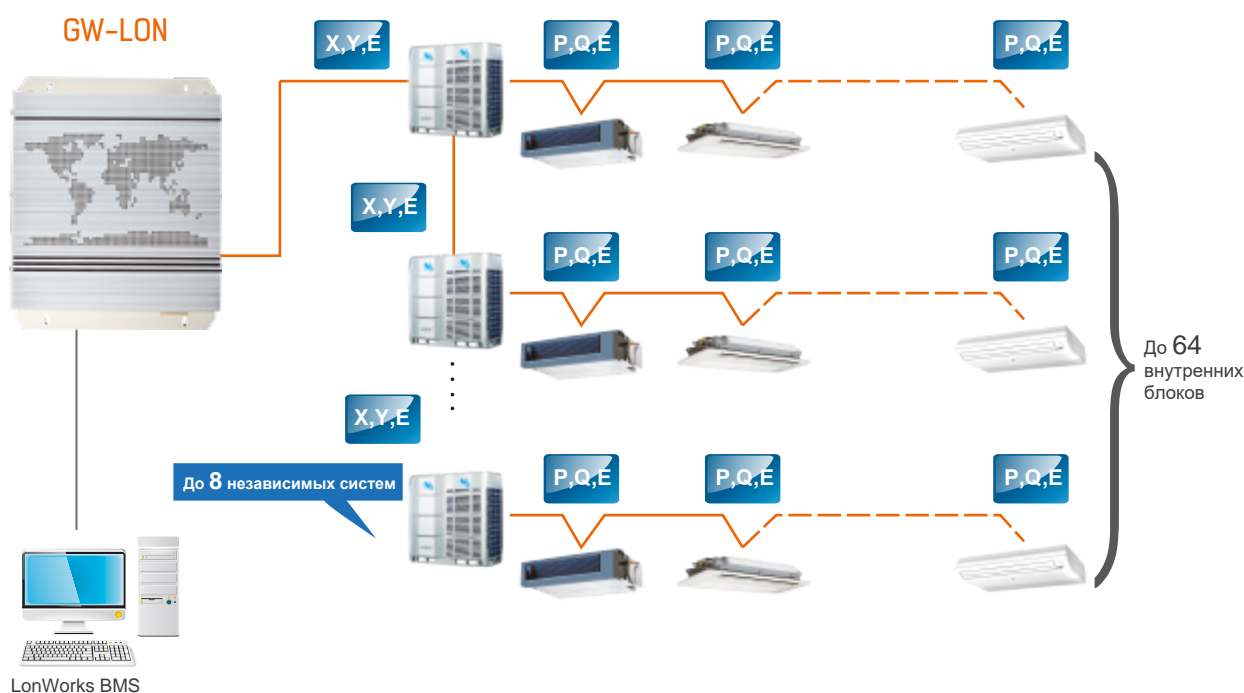 GW-LON
X,Y,E
P,Q,E
P,Q,E
P,Q,E
X,Y,E
P,Q,E
P,Q,E
P,Q,E
До 64
внутренних
блоков
X,Y,E
До 8 независимых систем
P,Q,E
P,Q,E
P,Q,E
LonWorks BMS